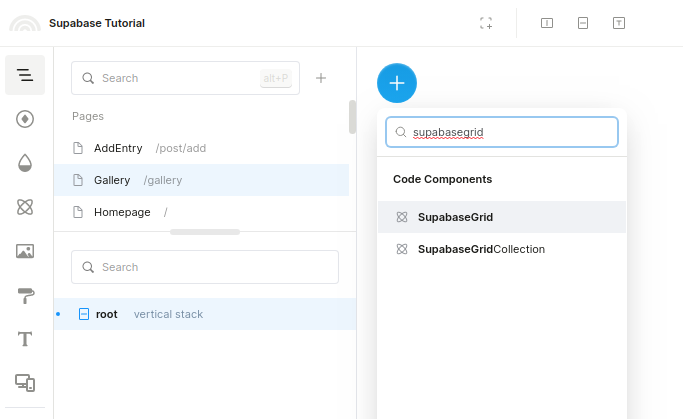 Supabase Tutorial
Search alt+P
Pages
AddEntry /post/add
Gallery /gallery
Homepage /
Search
root vertical stack
supabasegrid
Code Components
SupabaseGrid
SupabaseGridCollection